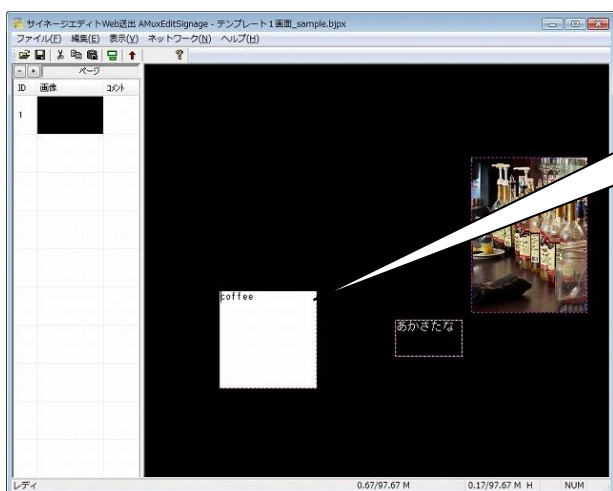 サイネージエディトWeb送出 AMuxEditSignage - テンプレート1画面_sample.bjpx
ファイル(F) 編集(E) 表示(V) ネットワーク(N) ヘルプ(H)
- + ページ
ID 画像 コメント
1
coffee
あかさたな
レディ 0.67/97.67 M 0.17/97.67 M H NUM